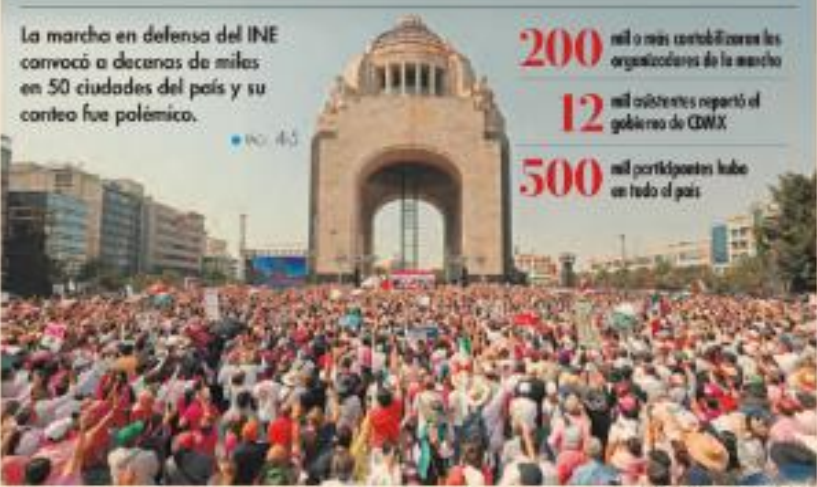 La marcha en defensa del INE
convocó a decenas de miles
en 50 ciudades del país y su
conteo fue polémico.
45
200 mil o más contabilizaron los
organizadores de la marcha
12 mil asistentes reportó el
gobierno de CDMX
500 mil participantes hubo
en todo el país